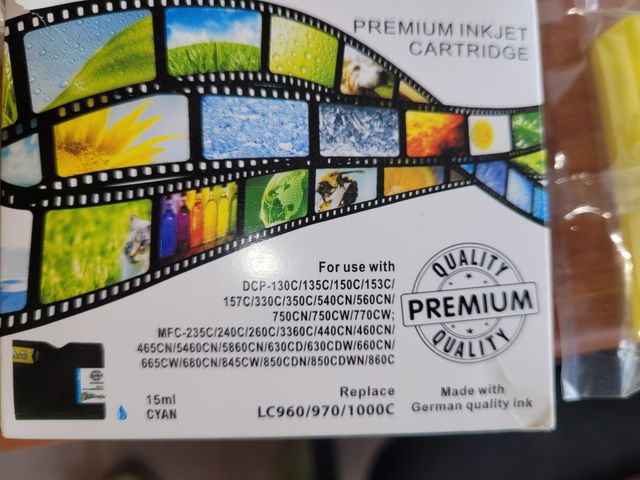 PREMIUM INKJET
CARTRIDGE
For use with
DCP-130C/135C/150C/153C/
157C/330C/350C/540CN/560CN/
750CN/750CW/770CW;
MFC-235C/240C/260C/3360C/440CN/460CN/
465CN/5460CN/5860CN/630CD/630CDW/660CN/
665CW/680CN/845CW/850CDN/850CDWN/860C
QUALITY
PREMIUM
QUALITY
15ml
CYAN
Replace
LC960/970/1000C
Made with
German quality ink